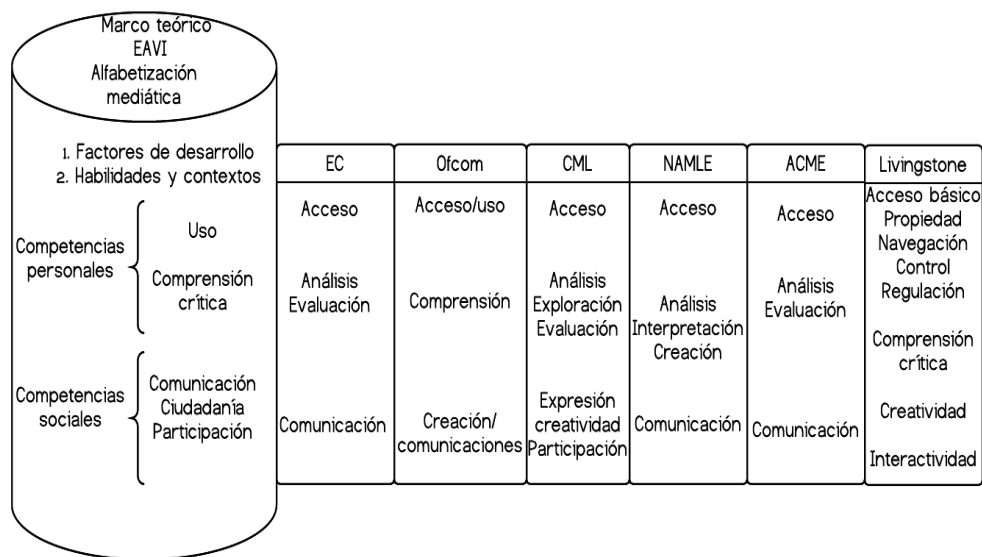 Marco teórico
EAVI
Alfabetización
mediática
1. Factores de desarrollo
2. Habilidades y contextos
Competencias
personales
Uso
Comprensión
crítica
Competencias
sociales
Comunicación
Ciudadanía
Participación
EC
Acceso
Análisis
Evaluación
Comunicación
Ofcom
Acceso/uso
Comprensión
Creación/
comunicaciones
CML
Acceso
Análisis
Exploración
Evaluación
Expresión
creatividad
Participación
NAMLE
Acceso
Análisis
Interpretación
Creación
Comunicación
ACME
Acceso
Análisis
Evaluación
Comunicación
Livingstone
Acceso básico
Propiedad
Navegación
Control
Regulación
Comprensión
crítica
Creatividad
Interactividad